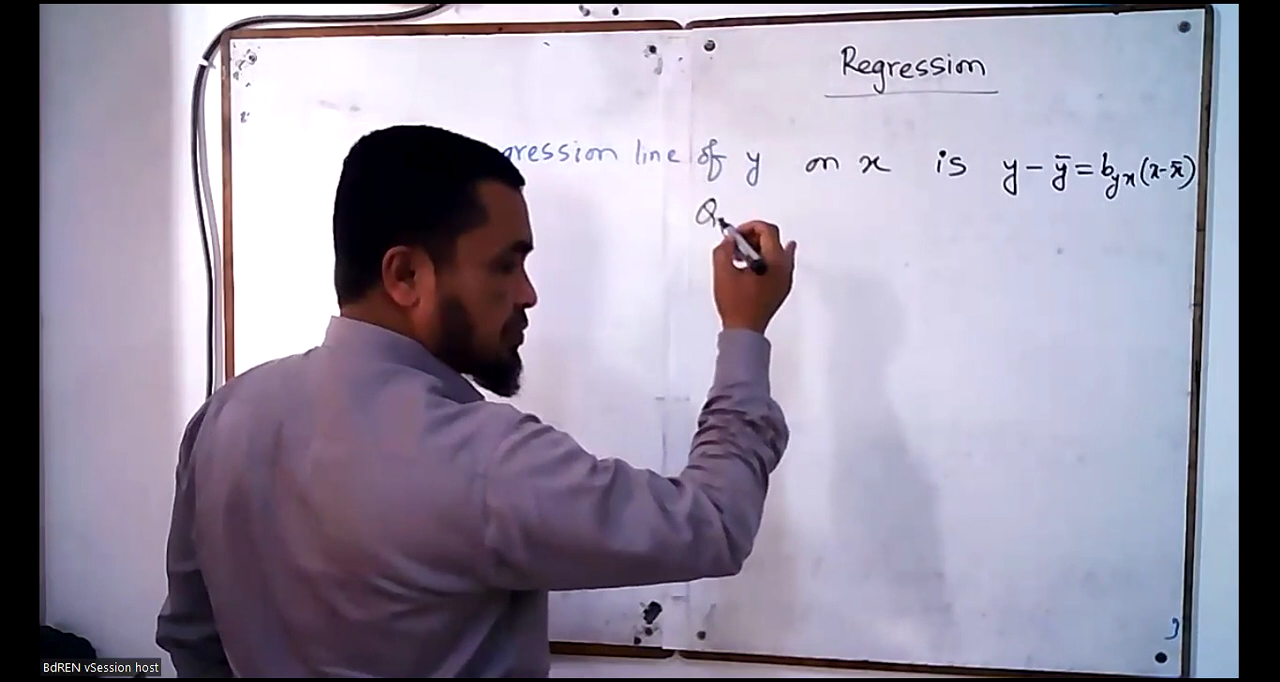 Regression
gression line of y on x is y - ȳ = b_yx (x - x̄)
Q
BdREN vSession host